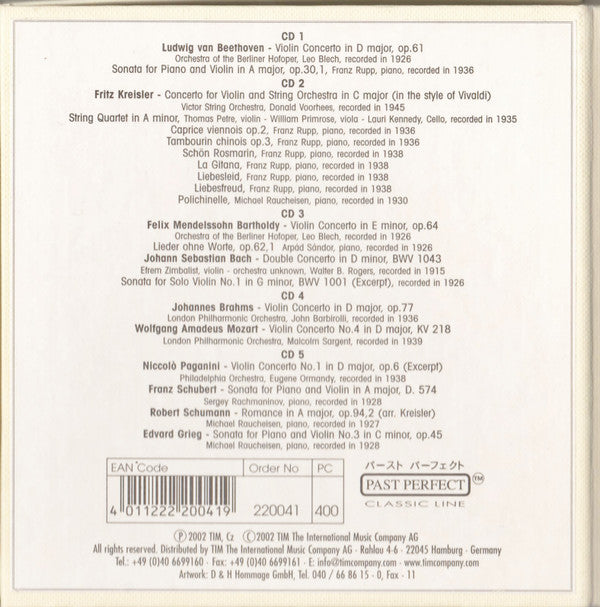 CD 1
Ludwig van Beethoven - Violin Concerto in D major, op.61
Orchestra of the Berliner Hofoper, Leo Blech, recorded in 1926
Sonata for Piano and Violin in A major, op.30,1, Franz Rupp, piano, recorded in 1936
CD 2
Fritz Kreisler - Concerto for Violin and String Orchestra in C major (in the style of Vivaldi)
Victor String Orchestra, Donald Voorhees, recorded in 1945
String Quartet in A minor, Thomas Petre, violin - William Primrose, viola - Lauri Kennedy, Cello, recorded in 1935
Caprice viennois op.2, Franz Rupp, piano, recorded in 1936
Tambourin chinois op.3, Franz Rupp, piano, recorded in 1936
Schön Rosmarin, Franz Rupp, piano, recorded in 1938
La Gitana, Franz Rupp, piano, recorded in 1938
Liebesleid, Franz Rupp, piano, recorded in 1938
Liebesfreud, Franz Rupp, piano, recorded in 1938
Polichinelle, Michael Raucheisen, piano, recorded in 1930
CD 3
Felix Mendelssohn Bartholdy - Violin Concerto in E minor, op.64
Orchestra of the Berliner Hofoper, Leo Blech, recorded in 1926
Lieder ohne Worte, op.62,1 Arpád Sándor, piano, recorded in 1926
Johann Sebastian Bach - Double Concerto in D minor, BWV 1043
Efrem Zimbalist, violin - orchestra unknown, Walter B. Rogers, recorded in 1915
Sonata for Solo Violin No.1 in G minor, BWV 1001 (Excerpt), recorded in 1926
CD 4
Johannes Brahms - Violin Concerto in D major, op.77
London Philharmonic Orchestra, John Barbirolli, recorded in 1936
Wolfgang Amadeus Mozart - Violin Concerto No.4 in D major, KV 218
London Philharmonic Orchestra, Malcolm Sargent, recorded in 1939
CD 5
Niccolò Paganini - Violin Concerto No.1 in D major, op.6 (Excerpt)
Philadelphia Orchestra, Eugene Ormandy, recorded in 1938
Franz Schubert - Sonata for Piano and Violin in A major, D. 574
Sergey Rachmaninov, piano, recorded in 1928
Robert Schumann - Romance in A major, op.94,2 (arr. Kreisler)
Michael Raucheisen, piano, recorded in 1927
Edvard Grieg - Sonata for Piano and Violin No.3 in C minor, op.45
Michael Raucheisen, piano, recorded in 1928
EAN Code Order No PC
4 011222 200419 220041 400
パースト パーフェクト
PAST PERFECT TM
CLASSIC LINE
Ⓟ 2002 TIM, Cz ©2002 TIM The International Music Company AG
All rights reserved. Distributed by TIM The International Music Company AG · Rahlau 4-6 · 22045 Hamburg · Germany
Tel.: +49 (0)40 6699160 · Fax: +49 (0)40 6699161 · E: info@timcompany.com · www.timcompany.com
Artwork: D & H Hommage GmbH, Tel. 040 / 66 86 15 - 0, Fax - 11